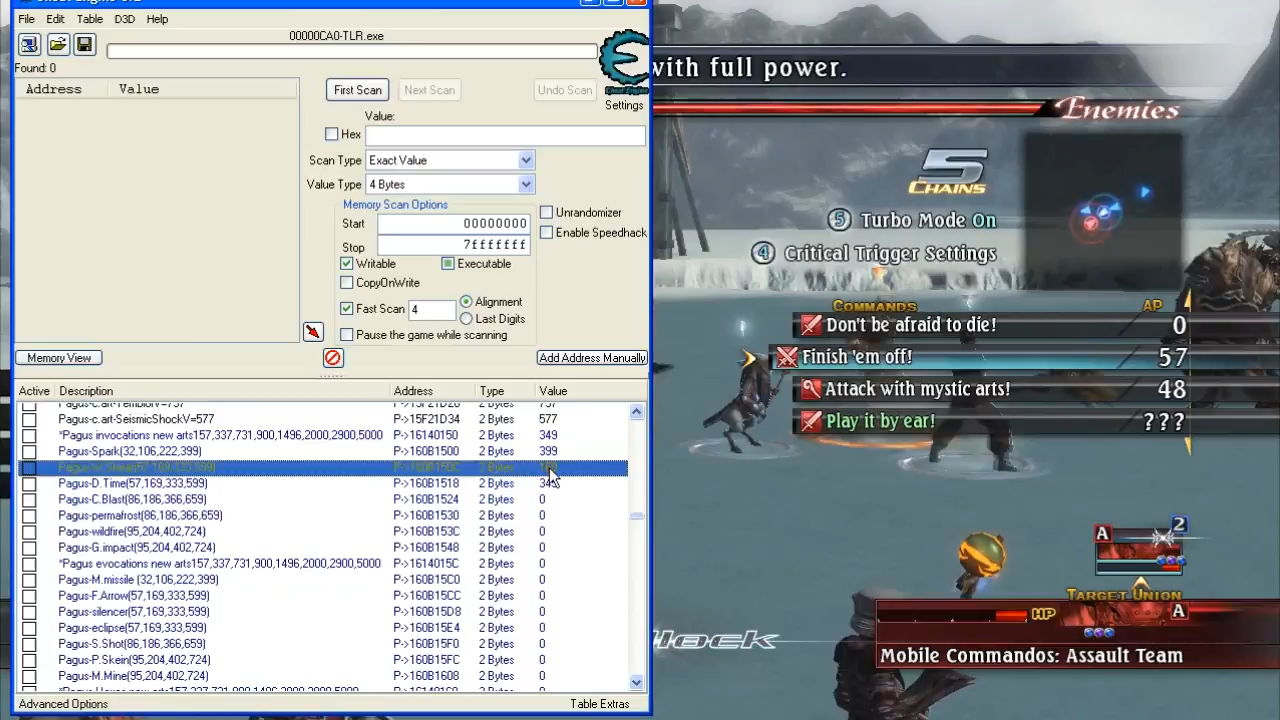 File Edit Table D3D Help
00000CA0-TLR.exe
Found: 0
Address Value
First Scan Next Scan Undo Scan
Cheat Engine
Settings
Value:
Hex
Scan Type Exact Value
Value Type 4 Bytes
Memory Scan Options
Start 00000000
Stop 7fffffff
Unrandomizer
Enable Speedhack
Writable Executable
CopyOnWrite
Fast Scan 4 Alignment
Last Digits
Pause the game while scanning
Memory View Add Address Manually
Active Description Address Type Value
Pagus-c.art-SeismicShockV=577 P->15F21D34 2 Bytes 577
*Pagus invocations new arts157,337,731,900,1496,2000,2900,5000 P->16140150 2 Bytes 349
Pagus-Spark(32,106,222,399) P->160B1500 2 Bytes 399
2 Bytes
Pagus-D.Time(57,169,333,599) P->160B1518 2 Bytes
Pagus-C.Blast(86,186,366,659) P->160B1524 2 Bytes 0
Pagus-permafrost(86,186,366,659) P->160B1530 2 Bytes 0
Pagus-wildfire(95,204,402,724) P->160B153C 2 Bytes 0
Pagus-G.impact(95,204,402,724) P->160B1548 2 Bytes 0
*Pagus evocations new arts157,337,731,900,1496,2000,2900,5000 P->1614015C 2 Bytes 0
Pagus-M.missile (32,106,222,399) P->160B15C0 2 Bytes 0
Pagus-F.Arrow(57,169,333,599) P->160B15CC 2 Bytes 0
Pagus-silencer(57,169,333,599) P->160B15D8 2 Bytes 0
Pagus-eclipse(57,169,333,599) P->160B15E4 2 Bytes 0
Pagus-S.Shot(86,186,366,659) P->160B15F0 2 Bytes 0
Pagus-P.Skein(95,204,402,724) P->160B15FC 2 Bytes 0
Pagus-M.Mine(95,204,402,724) P->160B1608 2 Bytes 0
Advanced Options Table Extras
with full power.
Enemies
5
CHAINS
5 Turbo Mode On
4 Critical Trigger Settings
COMMANDS AP
Don't be afraid to die! 0
Finish 'em off! 57
Attack with mystic arts! 48
Play it by ear! ???
A 2
TARGET UNION
HP A
lock
Mobile Commandos: Assault Team